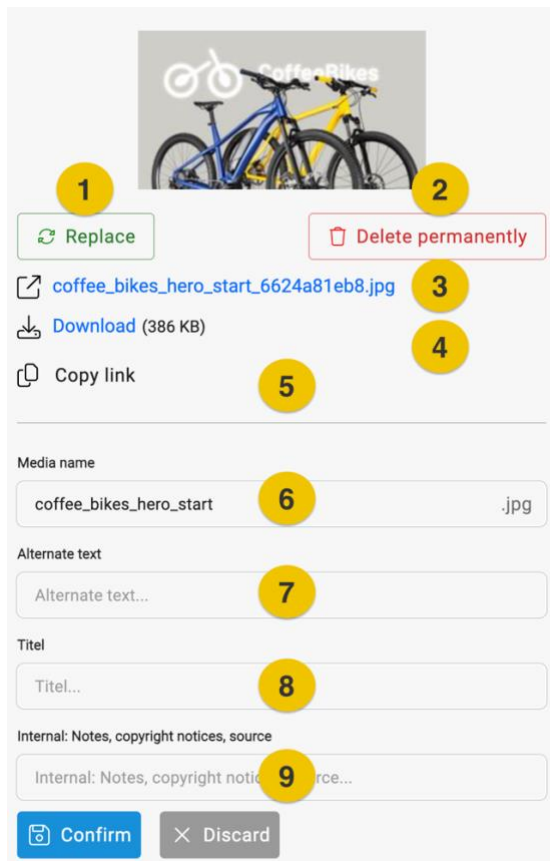 CoffeeBikes
1
2
Replace
Delete permanently
coffee_bikes_hero_start_6624a81eb8.jpg
3
Download (386 KB)
4
Copy link
5
Media name
coffee_bikes_hero_start
6
.jpg
Alternate text
Alternate text...
7
Titel
Titel...
8
Internal: Notes, copyright notices, source
Internal: Notes, copyright notic 9 rce...
Confirm
Discard